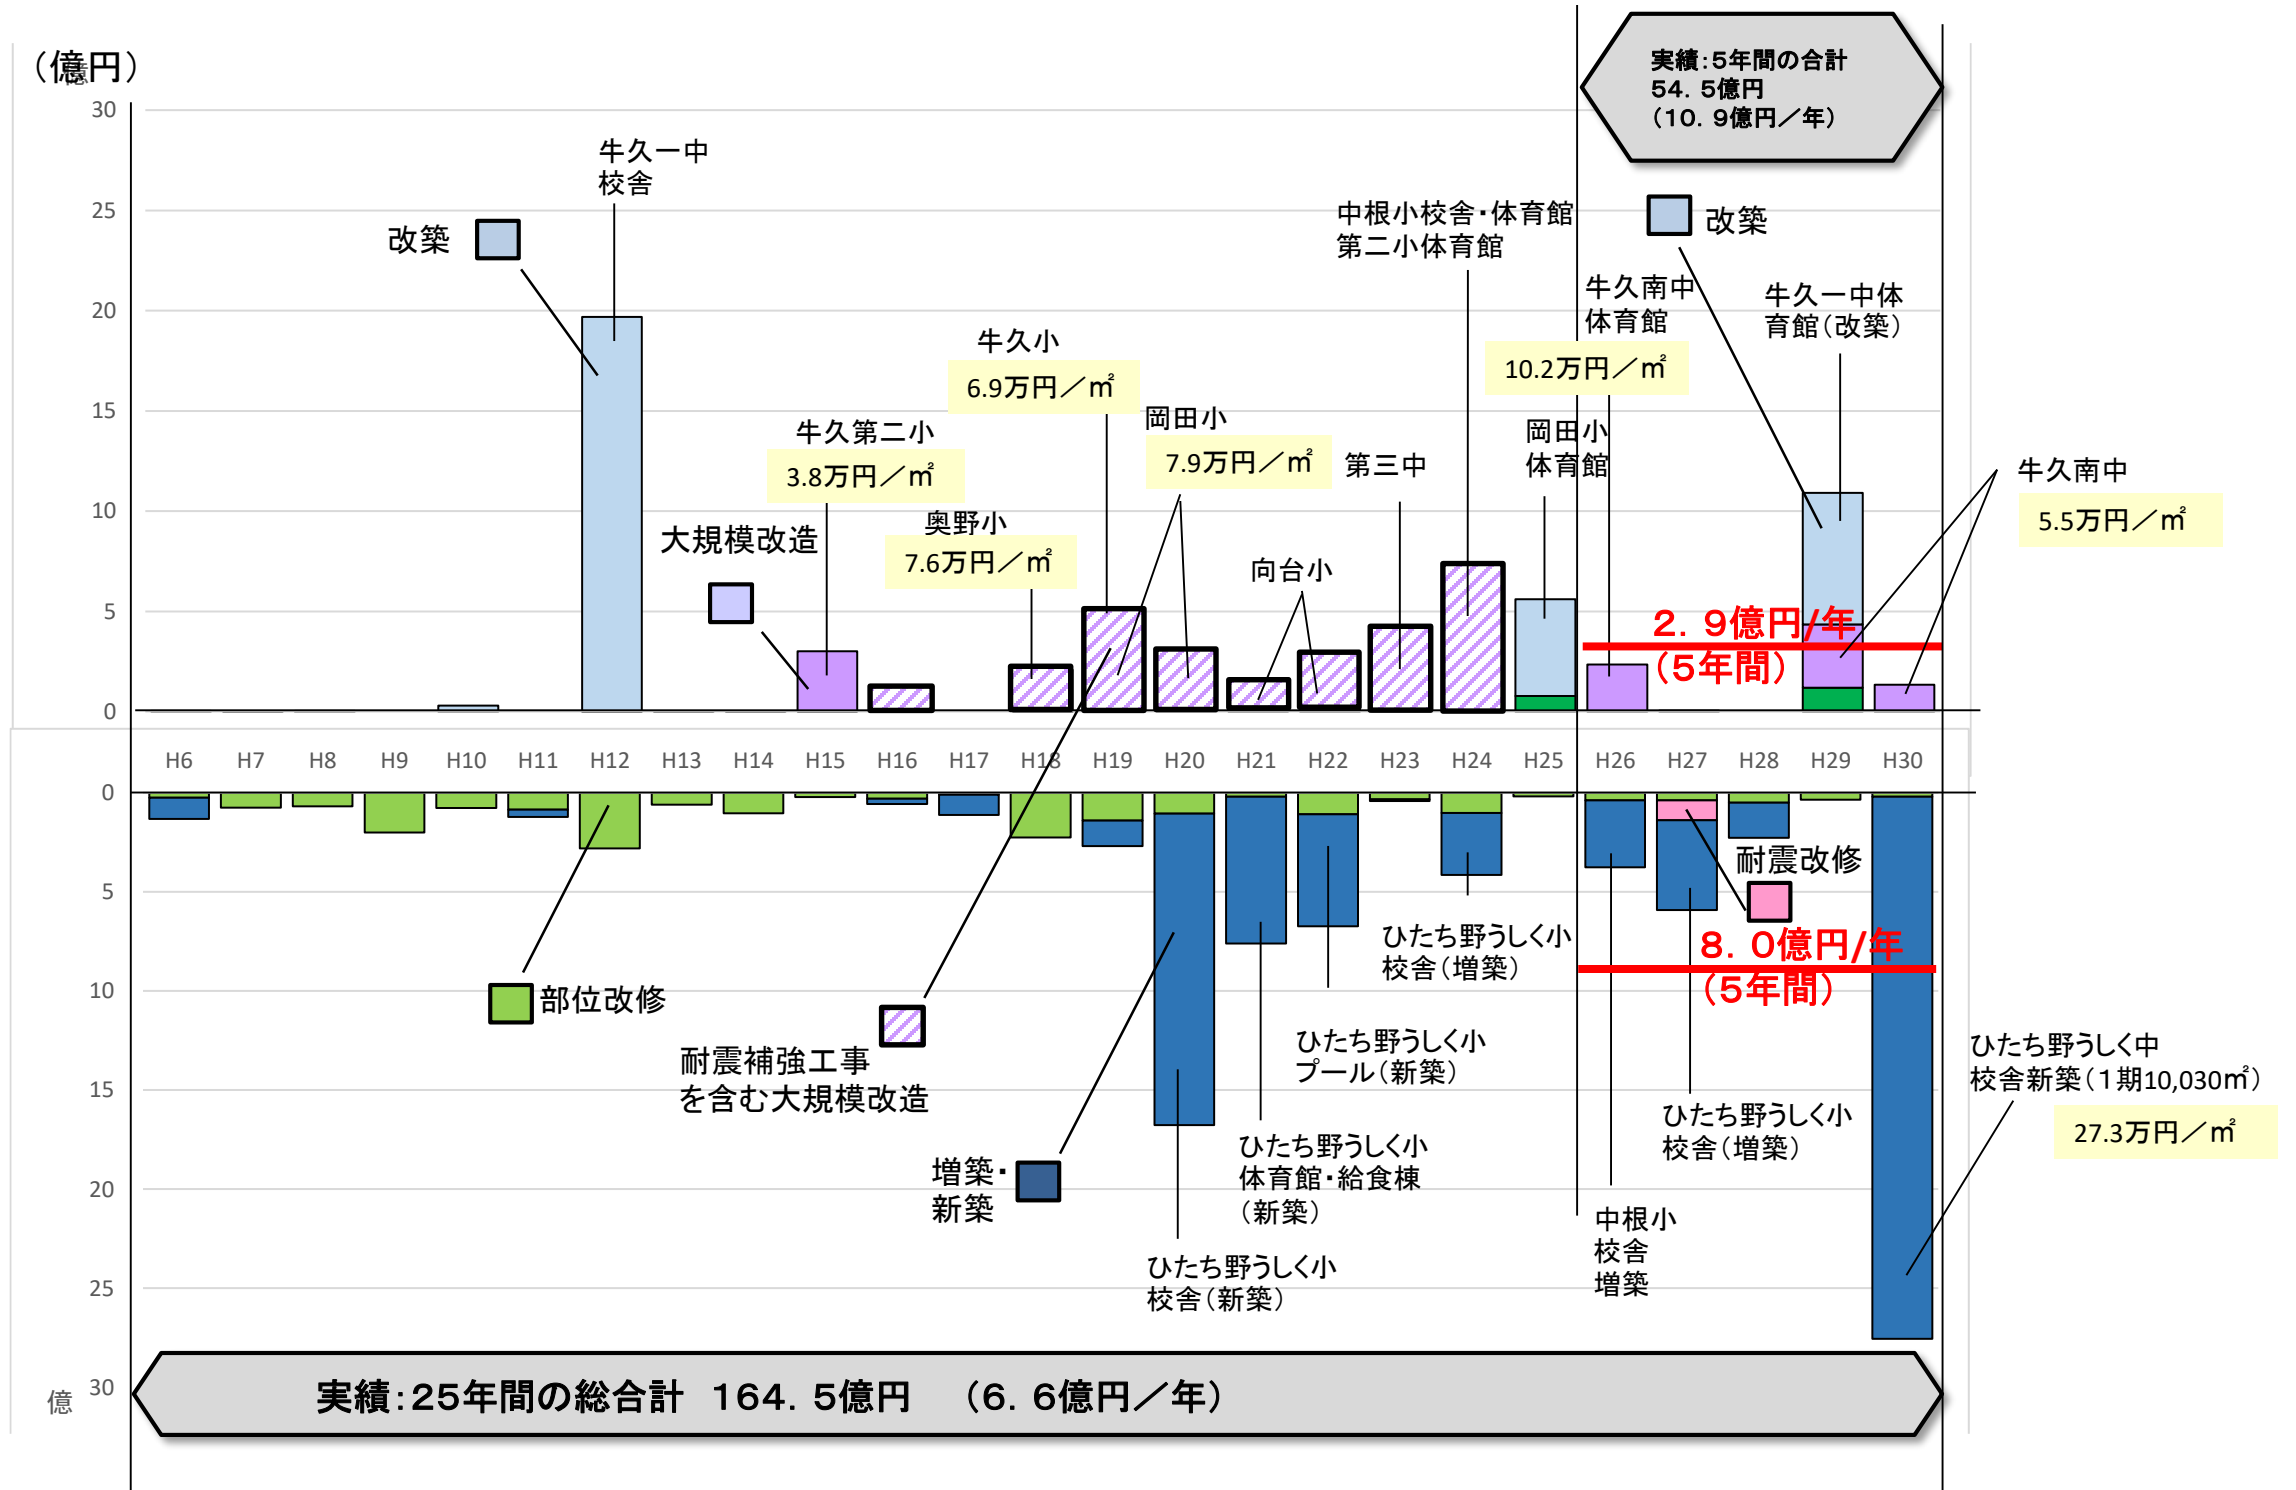 (億円)
億
実績:5年間の合計
54.5億円
(10.9億円/年)
30
25
20
15
10
5
0
牛久一中
校舎
改築
中根小校舎・体育館
第二小体育館
改築
牛久南中
体育館
10.2万円/㎡
牛久一中体
育館(改築)
牛久小
6.9万円/㎡
岡田小
7.9万円/㎡
牛久第二小
3.8万円/㎡
第三中
岡田小
体育館
牛久南中
5.5万円/㎡
大規模改造
奥野小
7.6万円/㎡
向台小
2.9億円/年
(5年間)
H6 H7 H8 H9 H10 H11 H12 H13 H14 H15 H16 H17 H18 H19 H20 H21 H22 H23 H24 H25 H26 H27 H28 H29 H30
0
5
10
15
20
25
30
億
耐震改修
8.0億円/年
(5年間)
ひたち野うしく小
校舎(増築)
部位改修
耐震補強工事
を含む大規模改造
ひたち野うしく小
プール(新築)
ひたち野うしく中
校舎新築(1期10,030㎡)
27.3万円/㎡
ひたち野うしく小
校舎(増築)
ひたち野うしく小
体育館・給食棟
(新築)
増築・
新築
中根小
校舎
増築
ひたち野うしく小
校舎(新築)
実績:25年間の総合計 164.5億円 (6.6億円/年)